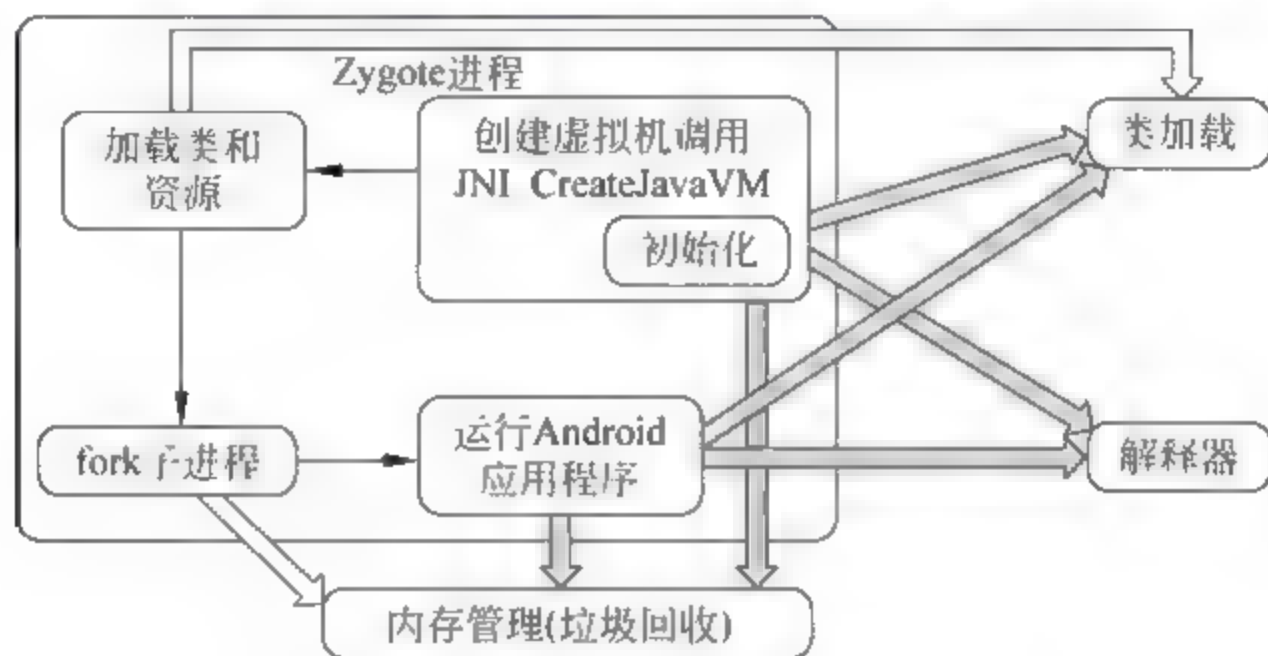 Zygote进程
加载类和
资源
创建虚拟机调用
JNI CreateJavaVM
初始化
类加载
fork子进程
运行Android
应用程序
解释器
内存管理(垃圾回收)